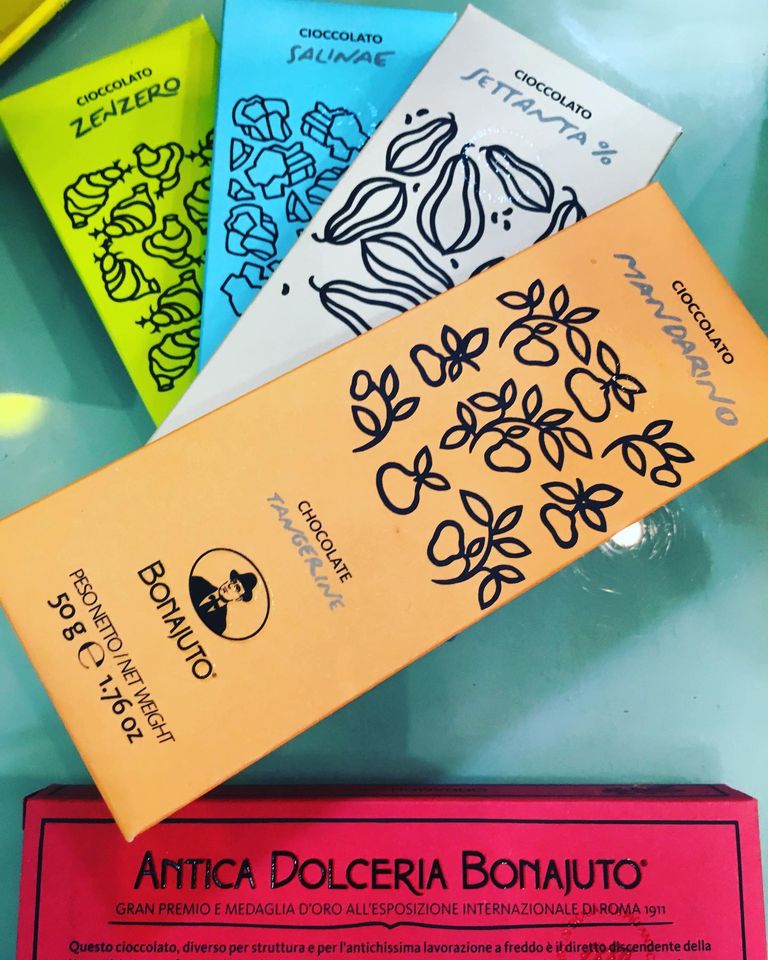 CIOCCOLATO
ZENZERO
CIOCCOLATO
SALINAE
CIOCCOLATO
SETTANTA %
CIOCCOLATO
MANDARINO
CHOCOLATE
TANGERINE
BONAJUTO
PESO NETTO / NET WEIGHT
50 g e 1.76 oz
ANTICA DOLCERIA BONAJUTO
GRAN PREMIO E MEDAGLIA D'ORO ALL'ESPOSIZIONE INTERNAZIONALE DI ROMA 1911
Questo cioccolato, diverso per struttura e per l'antichissima lavorazione a freddo è il diretto discendente della